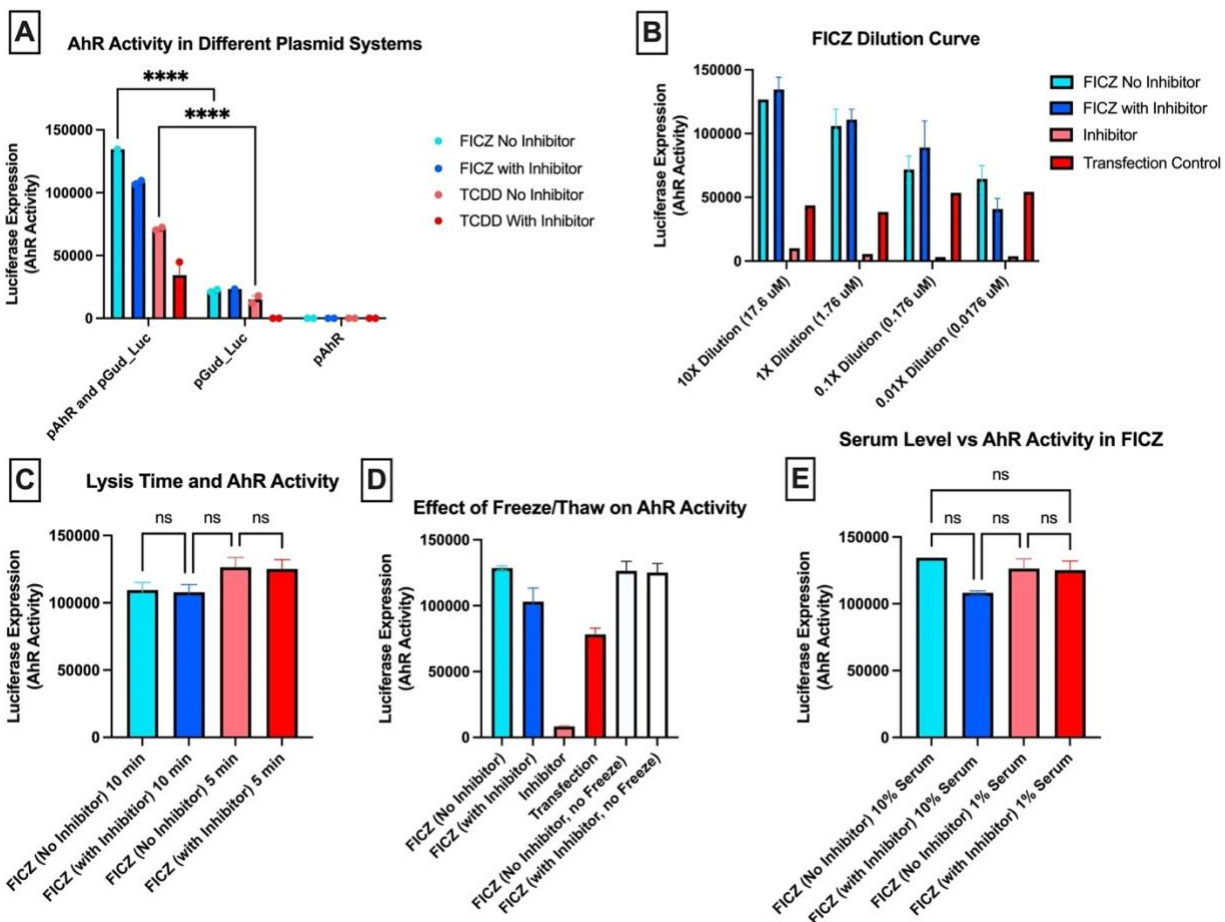 A
AhR Activity in Different Plasmid Systems
****
****
Luciferase Expression
(AhR Activity)
150000
100000
50000
0
pAhR and pGud_Luc
pGud_Luc
pAhR
FICZ No Inhibitor
FICZ with Inhibitor
TCDD No Inhibitor
TCDD With Inhibitor
B
FICZ Dilution Curve
Luciferase Expression
(AhR Activity)
150000
100000
50000
0
10X Dilution (17.6 uM)
1X Dilution (1.76 uM)
0.1X Dilution (0.176 uM)
0.01X Dilution (0.0176 uM)
FICZ No Inhibitor
FICZ with Inhibitor
Inhibitor
Transfection Control
C
Lysis Time and AhR Activity
ns
ns
ns
Luciferase Expression
(AhR Activity)
150000
100000
50000
0
FICZ (No Inhibitor) 10 min
FICZ (with Inhibitior) 10 min
FICZ (No Inhibitor) 5 min
FICZ (with Inhibitor) 5 min
D
Effect of Freeze/Thaw on AhR Activity
Luciferase Expression
(AhR Activity)
150000
100000
50000
0
FICZ (No Inhibitor)
FICZ (with Inhibitor)
Inhibitor
Transfection
FICZ (No Inhibitor, no Freeze)
FICZ (with Inhibitor, no Freeze)
E
Serum Level vs AhR Activity in FICZ
ns
ns
ns
ns
Luciferase Expression
(AhR Activity)
150000
100000
50000
0
FICZ (No Inhibitor) 10% Serum
FICZ (with Inhibitor) 10% Serum
FICZ (No Inhibitor) 1% Serum
FICZ (with Inhibitor) 1% Serum